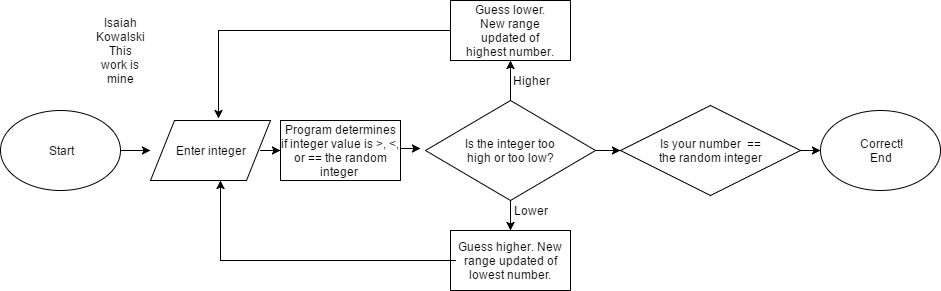 Isaiah
Kowalski
This
work is
mine
Guess lower.
New range
updated of
highest number.
Higher
Start
Enter integer
Program determines
if integer value is >, <,
or == the random
integer
Is the integer too
high or too low?
Is your number ==
the random integer
Correct!
End
Lower
Guess higher. New
range updated of
lowest number.